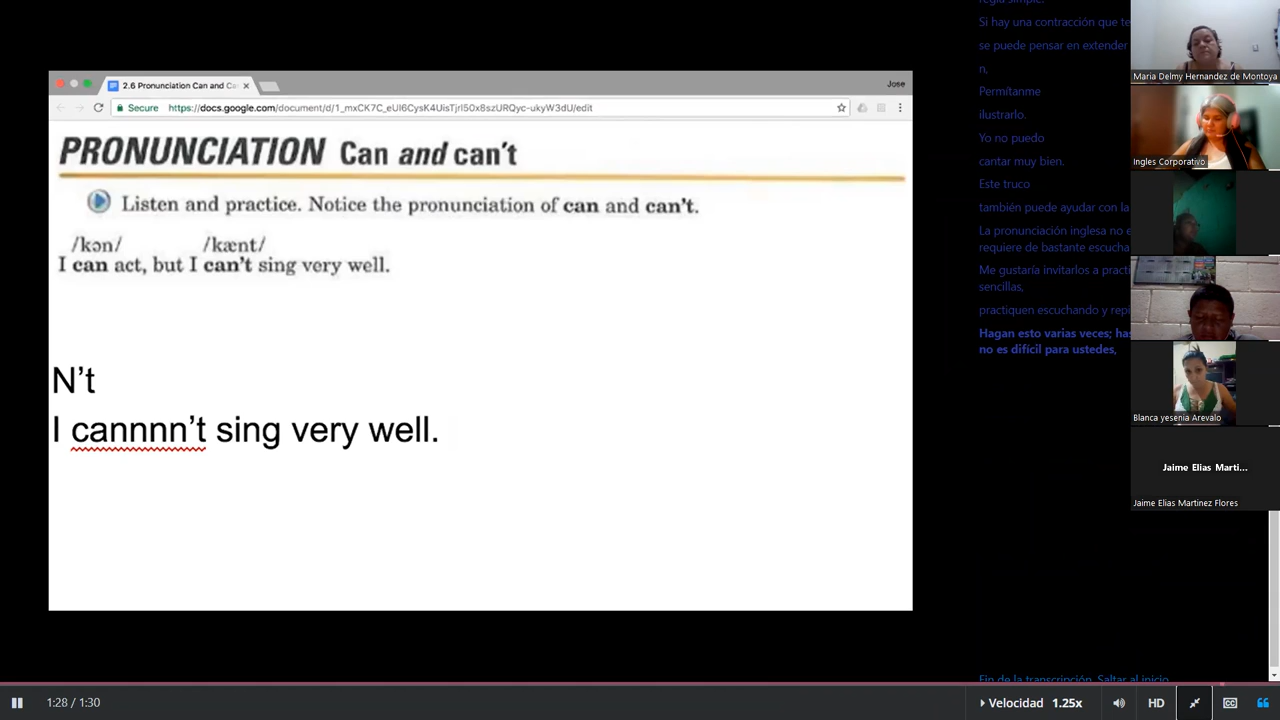 2.6 Pronunciation Can and Ca
Jose
Secure https://docs.google.com/document/d/1_mxCK7C_eUI6CysK4UisTjrl5Ox8szURQyc-ukyW3dU/edit
PRONUNCIATION Can and can't
Listen and practice. Notice the pronunciation of can and can't.
/kən/ /kænt/
I can act, but I can't sing very well.
N't
I cannnn't sing very well.
regla simple.
Si hay una contracción que te
se puede pensar en extender
n.
Permítanme
ilustrarlo.
Yo no puedo
cantar muy bien.
Este truco
también puede ayudar con la
La pronunciación inglesa no e
requiere de bastante escucha
Me gustaría invitarlos a practi
sencillas,
practiquen escuchando y repi
Hagan esto varias veces; has
no es difícil para ustedes,
Fin de la transcripción. Saltar al inicio.
Maria Delmy Hernandez de Montoya
Ingles Corporativo
Blanca yesenia Arevalo
Jaime Elias Marti...
Jaime Elias Martinez Flores
1:28 / 1:30
Velocidad 1.25x
HD